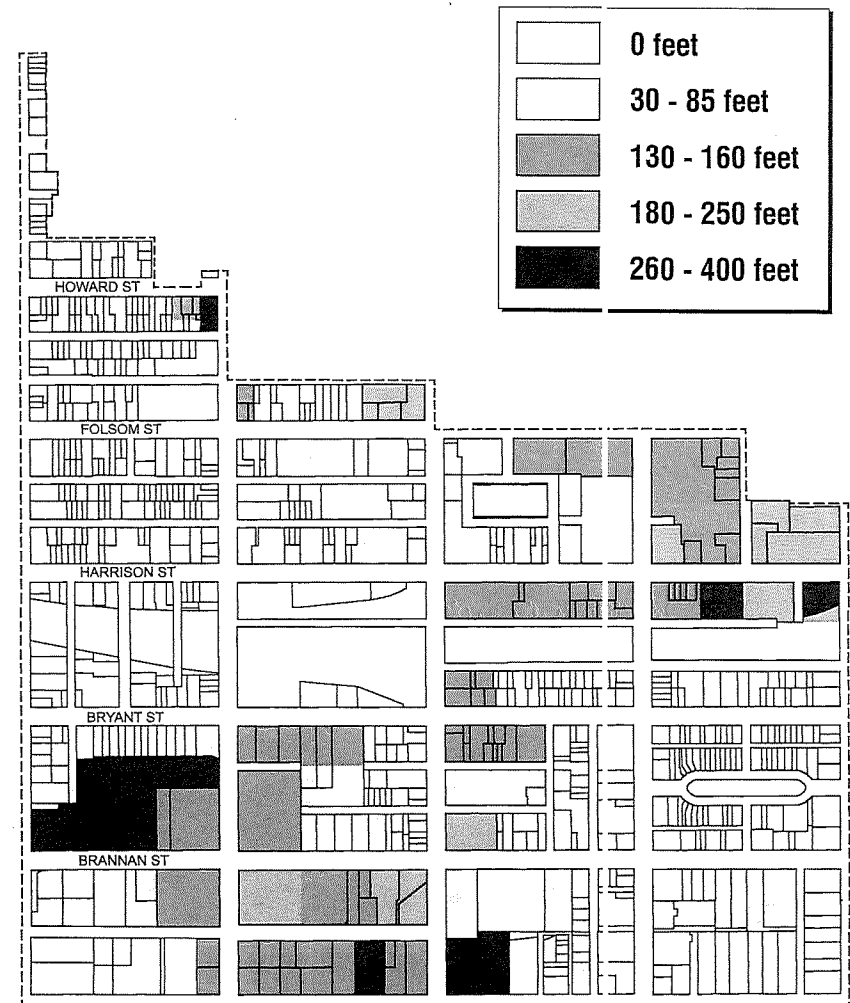 0 feet
30 - 85 feet
130 - 160 feet
180 - 250 feet
260 - 400 feet
HOWARD ST
FOLSOM ST
HARRISON ST
BRYANT ST
BRANNAN ST